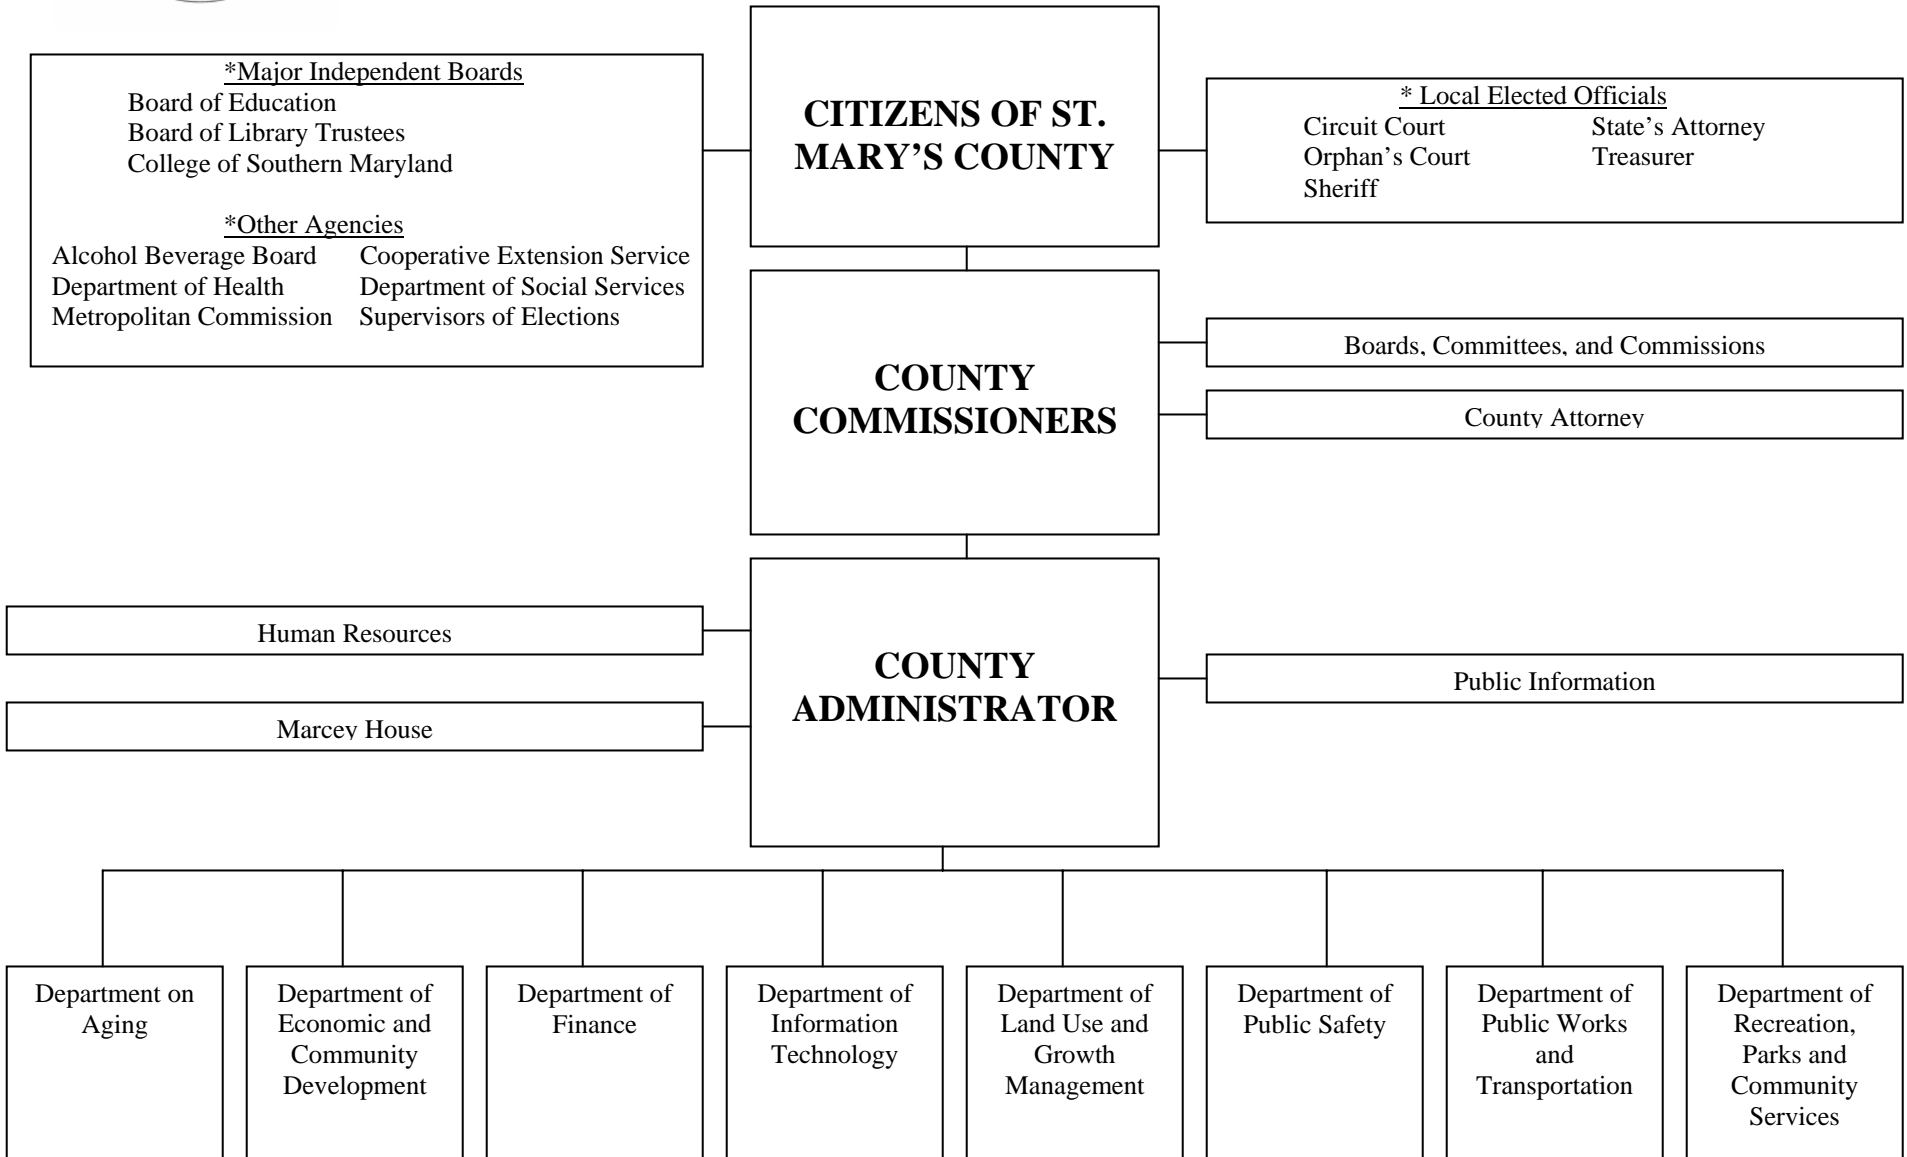 *Major Independent Boards
Board of Education
Board of Library Trustees
College of Southern Maryland
*Other Agencies
Alcohol Beverage Board Cooperative Extension Service
Department of Health Department of Social Services
Metropolitan Commission Supervisors of Elections
CITIZENS OF ST.
MARY’S COUNTY
* Local Elected Officials
Circuit Court State’s Attorney
Orphan’s Court Treasurer
Sheriff
COUNTY
COMMISSIONERS
Boards, Committees, and Commissions
County Attorney
Human Resources
Marcey House
COUNTY
ADMINISTRATOR
Public Information
Department on
Aging
Department of
Economic and
Community
Development
Department of
Finance
Department of
Information
Technology
Department of
Land Use and
Growth
Management
Department of
Public Safety
Department of
Public Works
and
Transportation
Department of
Recreation,
Parks and
Community
Services